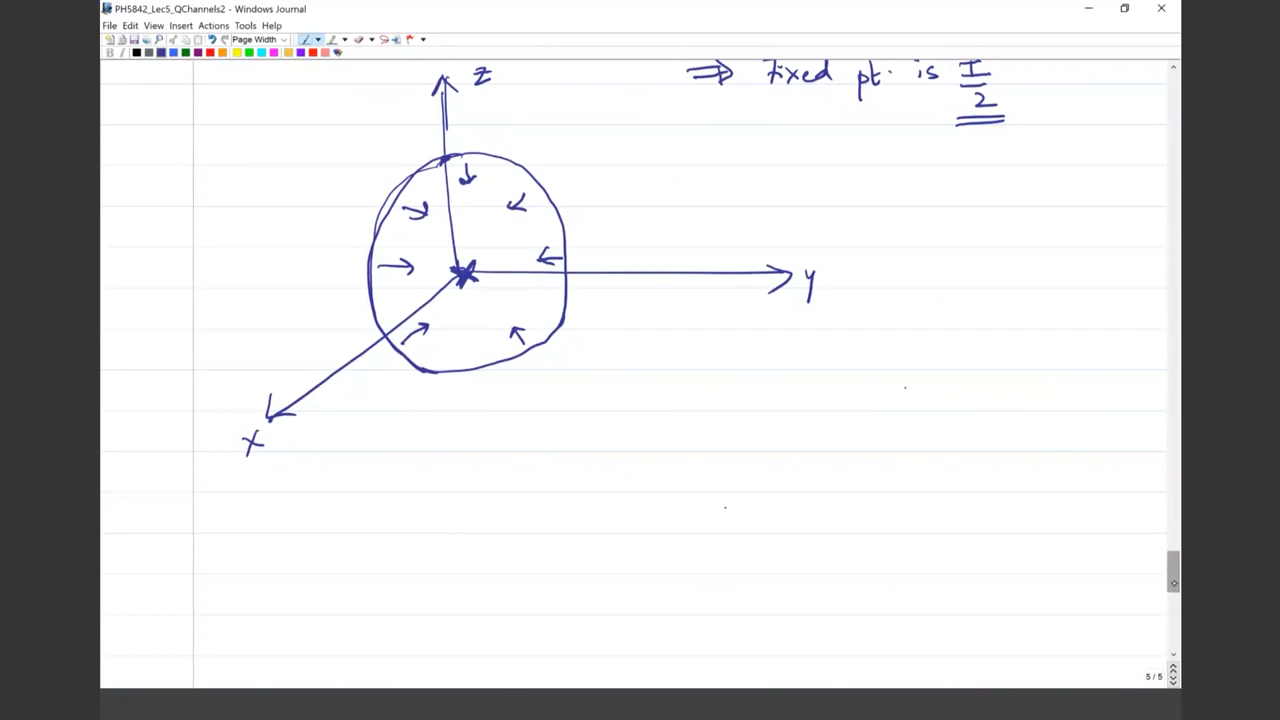 PH5842_Lec5_QChannels2 - Windows Journal
File Edit View Insert Actions Tools Help
Page Width
B I
z
⇒ Fixed pt. is I/2
y
x
5 / 5